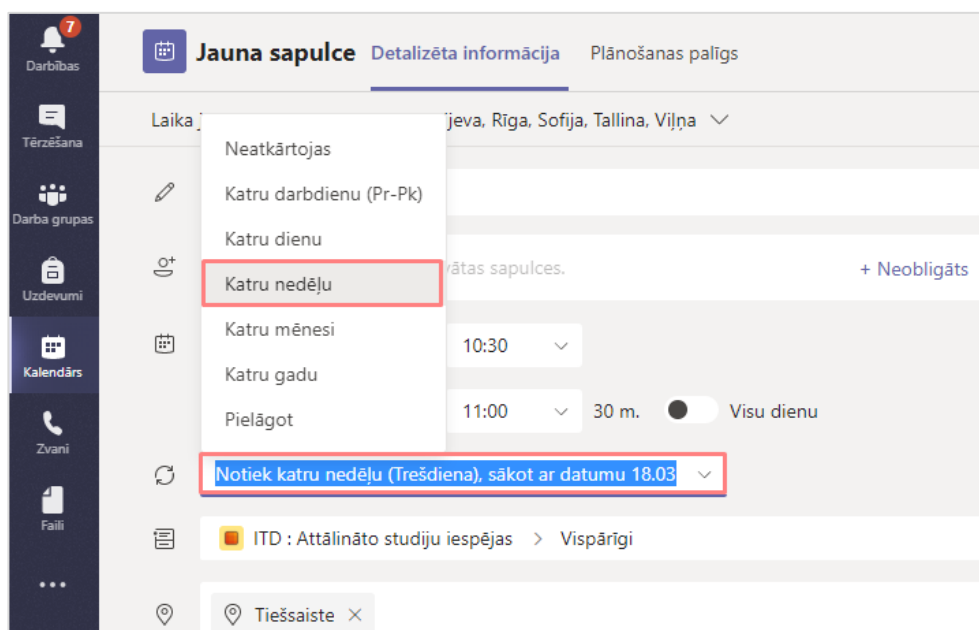 7
Darbības
Tērzēšana
Darba grupas
Uzdevumi
Kalendārs
Zvani
Faili
Jauna sapulce Detalizēta informācija Plānošanas palīgs
Laika jeva, Rīga, Sofija, Tallina, Viļņa
Neatkārtojas
Katru darbdienu (Pr-Pk)
Katru dienu
Katru nedēļu
Katru mēnesi
Katru gadu
Pielāgot
sapulces.
+ Neobligāts
10:30
11:00 30 m. Visu dienu
Notiek katru nedēļu (Trešdiena), sākot ar datumu 18.03
ITD : Attālināto studiju iespējas > Vispārīgi
Tiešsaiste ×